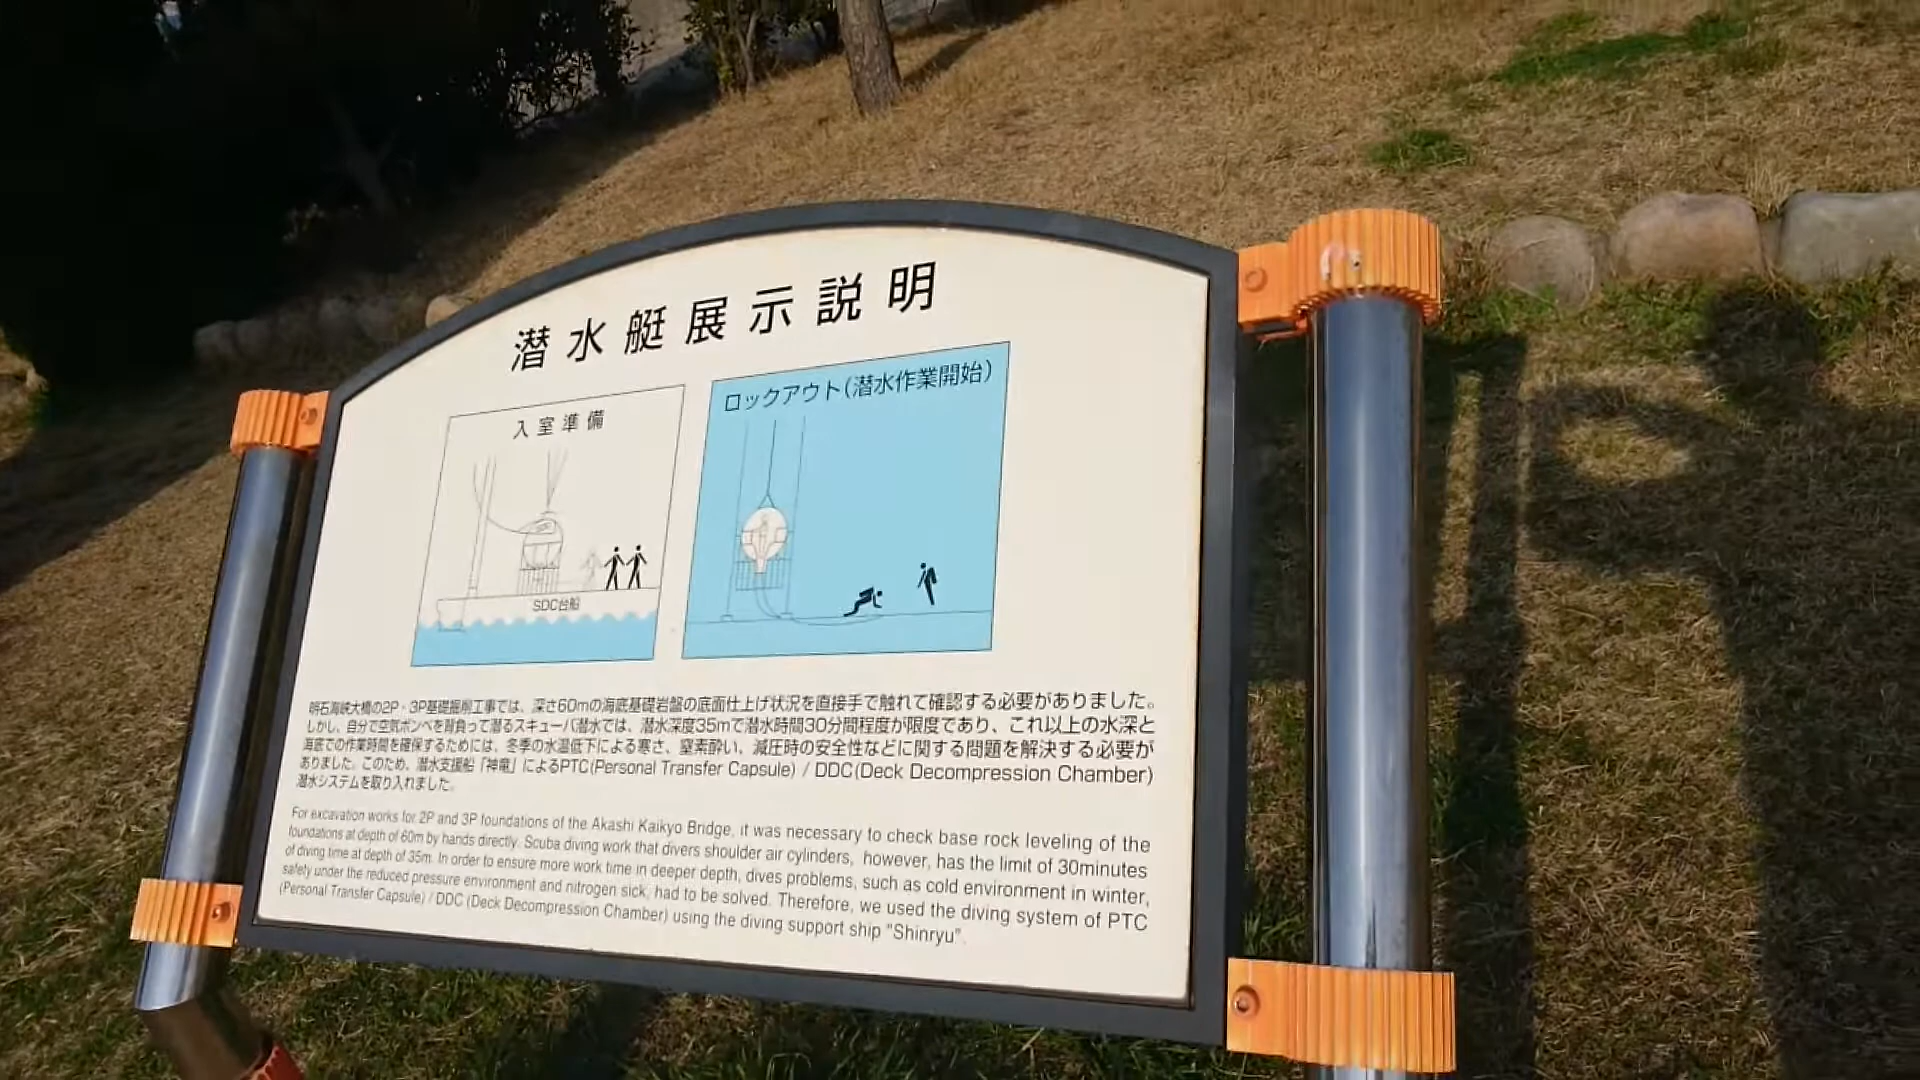 潜水艇展示説明
入室準備
SDC台船
ロックアウト(潜水作業開始)
明石海峡大橋の2P・3P基礎掘削工事では、深さ60mの海底基礎岩盤の底面仕上げ状況を直接手で触れて確認する必要がありました。
しかし、自分で空気ボンベを背負って潜るスキューバ潜水では、潜水深度35mで潜水時間30分間程度が限度であり、これ以上の水深と
海底での作業時間を確保するためには、冬季の水温低下による寒さ、窒素酔い、減圧時の安全性などに関する問題を解決する必要が
ありました。このため、潜水支援船「神竜」によるPTC(Personal Transfer Capsule) / DDC(Deck Decompression Chamber)
潜水システムを取り入れました。
For excavation works for 2P and 3P foundations of the Akashi Kaikyo Bridge, it was necessary to check base rock leveling of the
foundations at depth of 60m by hands directly. Scuba diving work that divers shoulder air cylinders, however, has the limit of 30minutes
of diving time at depth of 35m. In order to ensure more work time in deeper depth, dives problems, such as cold environment in winter,
safety under the reduced pressure environment and nitrogen sick, had to be solved. Therefore, we used the diving system of PTC
(Personal Transfer Capsule) / DDC (Deck Decompression Chamber) using the diving support ship "Shinryu".